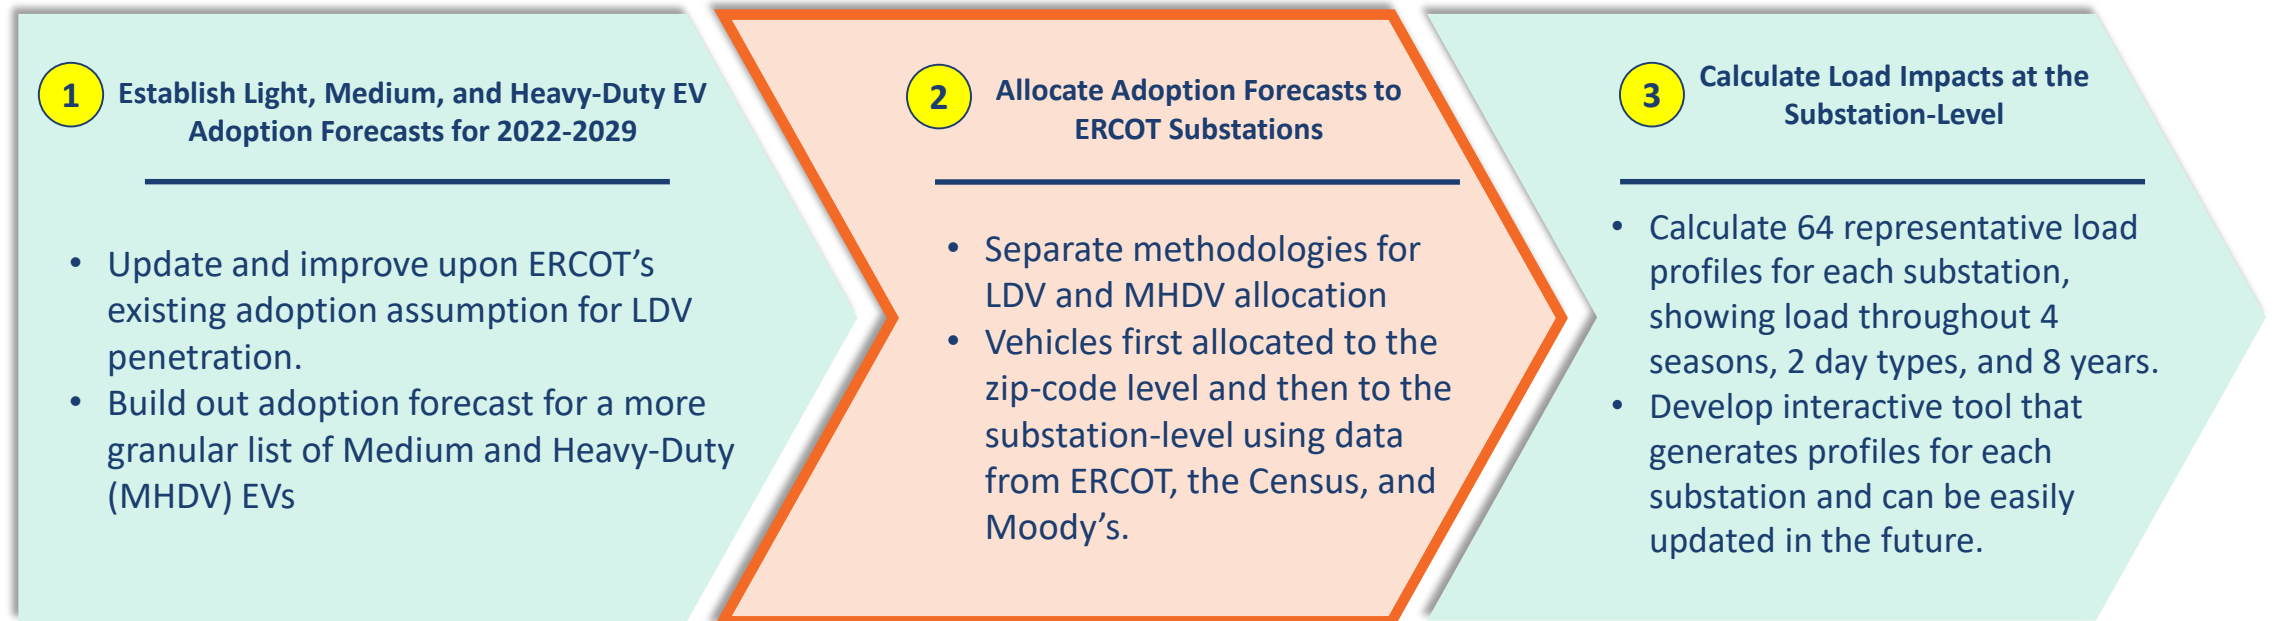 1
Establish Light, Medium, and Heavy-Duty EV
Adoption Forecasts for 2022-2029
• Update and improve upon ERCOT’s
existing adoption assumption for LDV
penetration.
• Build out adoption forecast for a more
granular list of Medium and Heavy-Duty
(MHDV) EVs
2
Allocate Adoption Forecasts to
ERCOT Substations
• Separate methodologies for
LDV and MHDV allocation
• Vehicles first allocated to the
zip-code level and then to the
substation-level using data
from ERCOT, the Census, and
Moody’s.
3
Calculate Load Impacts at the
Substation-Level
• Calculate 64 representative load
profiles for each substation,
showing load throughout 4
seasons, 2 day types, and 8 years.
• Develop interactive tool that
generates profiles for each
substation and can be easily
updated in the future.